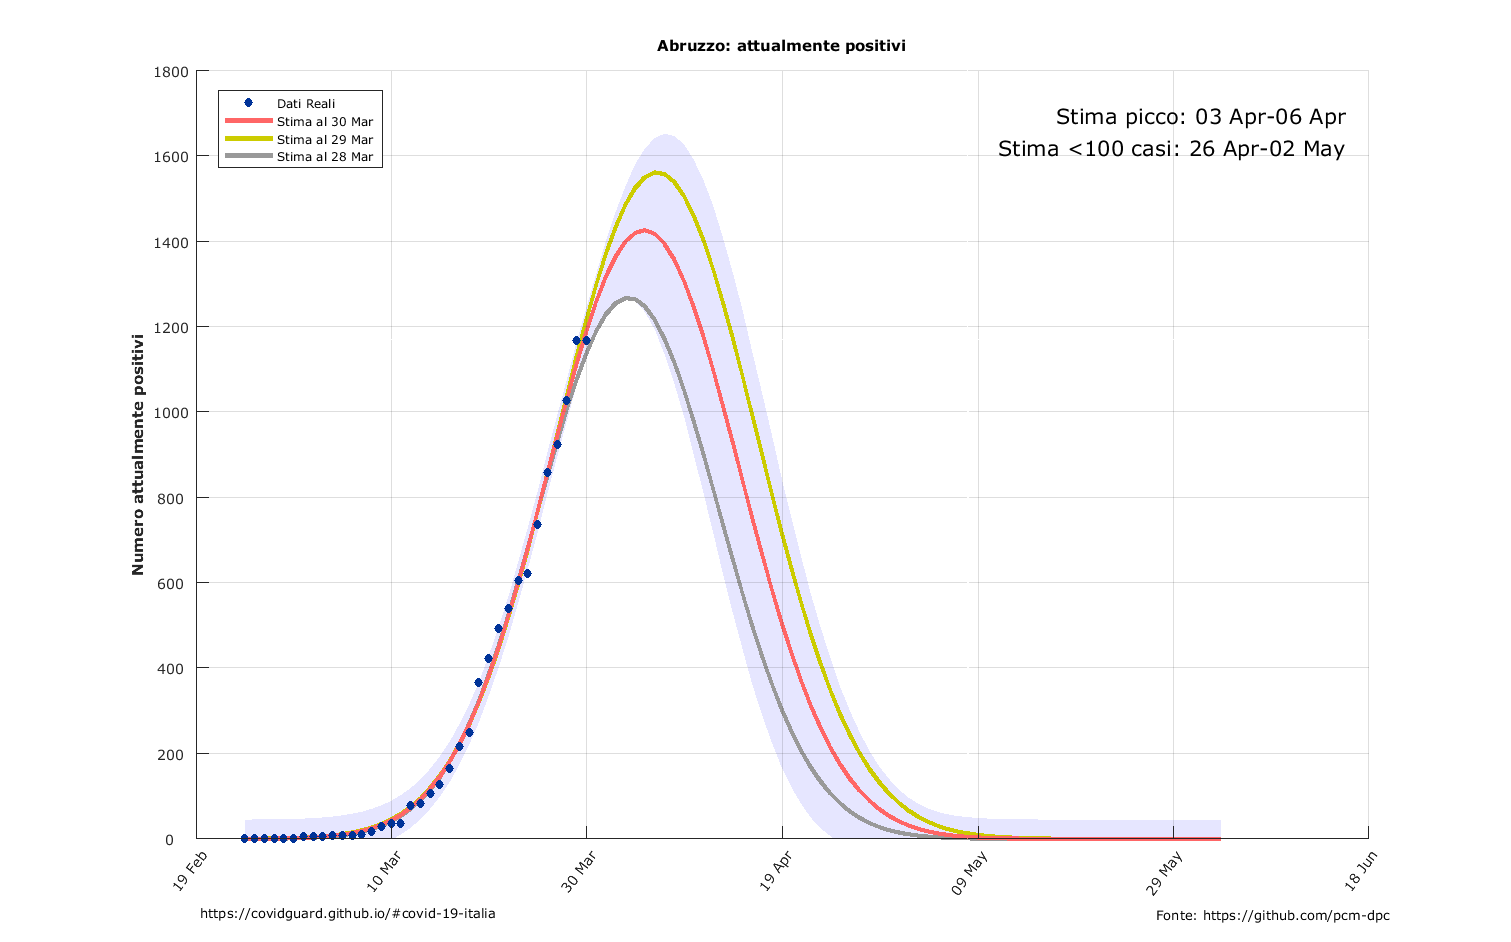 Abruzzo: attualmente positivi
1800
1600
1400
1200
1000
800
600
400
200
0
Numero attualmente positivi
Dati Reali
Stima al 30 Mar
Stima al 29 Mar
Stima al 28 Mar
Stima picco: 03 Apr-06 Apr
Stima <100 casi: 26 Apr-02 May
19 Feb
10 Mar
30 Mar
19 Apr
09 May
29 May
18 Jun
https://covidguard.github.io/#covid-19-italia
Fonte: https://github.com/pcm-dpc